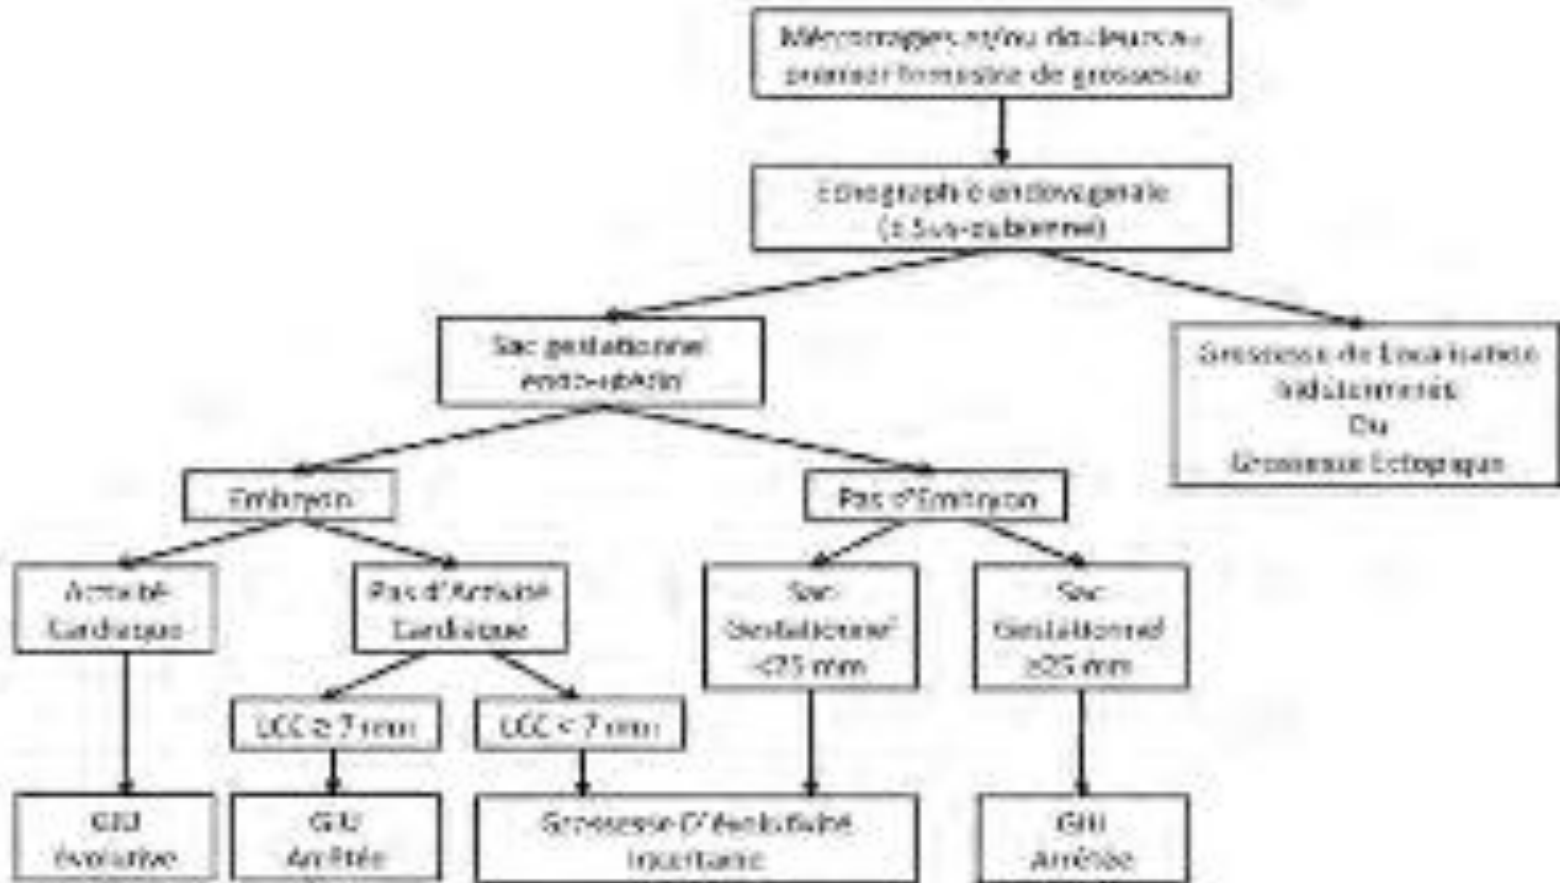 Métrorragies et/ou douleurs au
premier trimestre de grossesse
Echographie endovaginale
(± Sus-pubienne)
Sac gestationnel
endo-utérin
Grossesse de Localisation
Indéterminée
Ou
Grossesse Ectopique
Embryon
Pas d'Embryon
Activité
Cardiaque
Pas d'Activité
Cardiaque
Sac
Gestationnel
<25 mm
Sac
Gestationnel
≥25 mm
LCC ≥ 7 mm
LCC < 7 mm
GIU
évolutive
GIU
Arrêtée
Grossesse D'évolutivité
Incertaine
GIU
Arrêtée